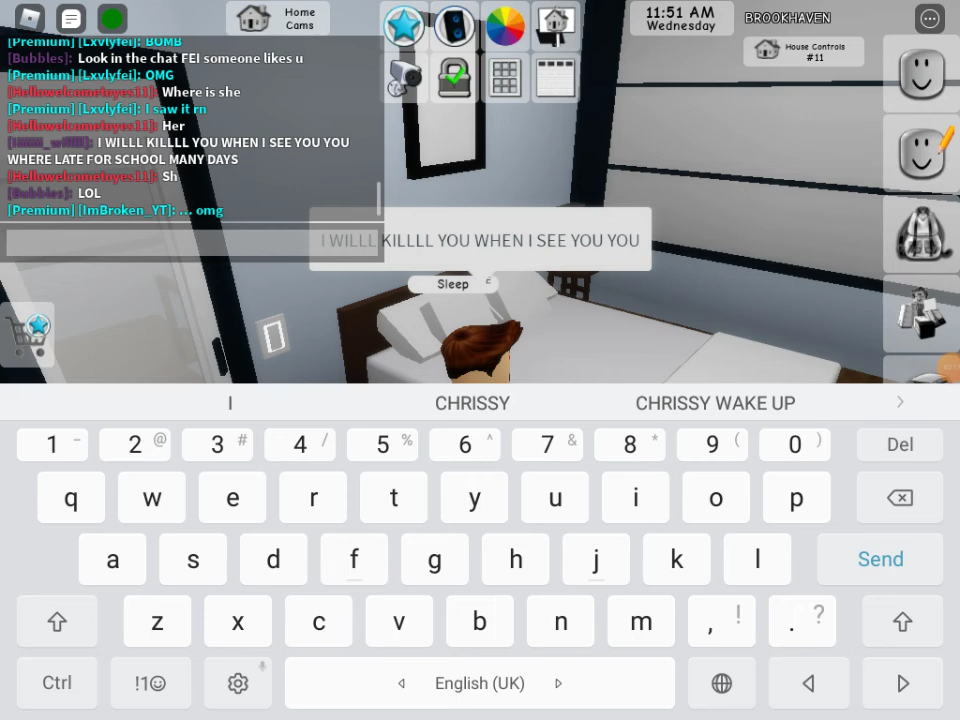 Home
Cams
11:51 AM
Wednesday
BROOKHAVEN
House Controls
#11
[Premium] [Lxvlyfei]: BOMB
[Bubbles]: Look in the chat FEI someone likes u
[Premium] [Lxvlyfei]: OMG
[Hellowelcometoyes11]: Where is she
[Premium] [Lxvlyfei]: I saw it rn
[Hellowelcometoyes11]: Her
I WILLL KILLLL YOU WHEN I SEE YOU YOU
WHERE LATE FOR SCHOOL MANY DAYS
[Hellowelcometoyes11]: Sh
[Bubbles]: LOL
[Premium] [ImBroken_YT]: ... omg
I WILLL KILLLL YOU WHEN I SEE YOU YOU
Sleep E
I CHRISSY CHRISSY WAKE UP
1 - 2 @ 3 # 4 / 5 % 6 ^ 7 & 8 * 9 ( 0 ) Del
q w e r t y u i o p
a s d f g h j k l Send
z x c v b n m , ! . ?
Ctrl !1☺ English (UK)